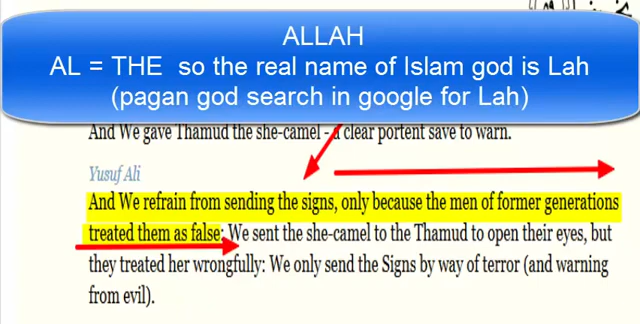 ALLAH
AL = THE so the real name of Islam god is Lah
(pagan god search in google for Lah)
And We gave Thamud the she-camel - a clear portent save to warn.
Yusuf Ali
And We refrain from sending the signs, only because the men of former generations
treated them as false: We sent the she-camel to the Thamud to open their eyes, but
they treated her wrongfully: We only send the Signs by way of terror (and warning
from evil).